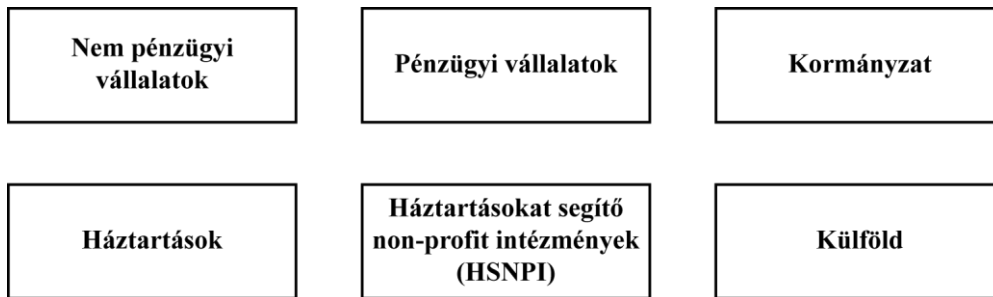 Nem pénzügyi
vállalatok
Pénzügyi vállalatok
Kormányzat
Háztartások
Háztartásokat segítő
non-profit intézmények
(HSNPI)
Külföld